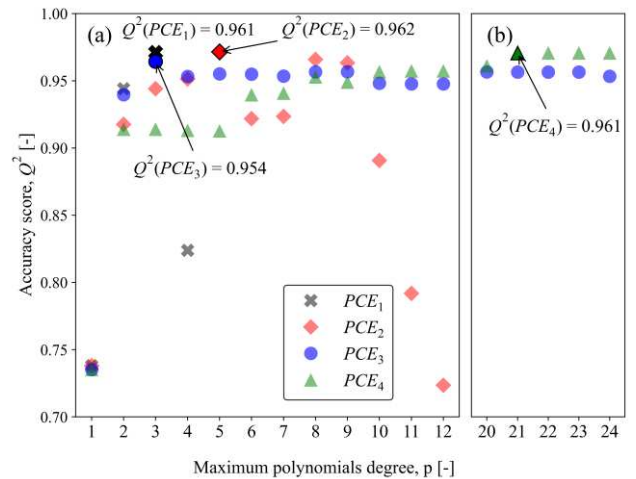 (a)
Q²(PCE₁) = 0.961
Q²(PCE₂) = 0.962
(b)
Q²(PCE₃) = 0.954
Q²(PCE₄) = 0.961
Accuracy score, Q² [-]
1.00
0.95
0.90
0.85
0.80
0.75
0.70
PCE₁
PCE₂
PCE₃
PCE₄
1 2 3 4 5 6 7 8 9 10 11 12
20 21 22 23 24
Maximum polynomials degree, p [-]